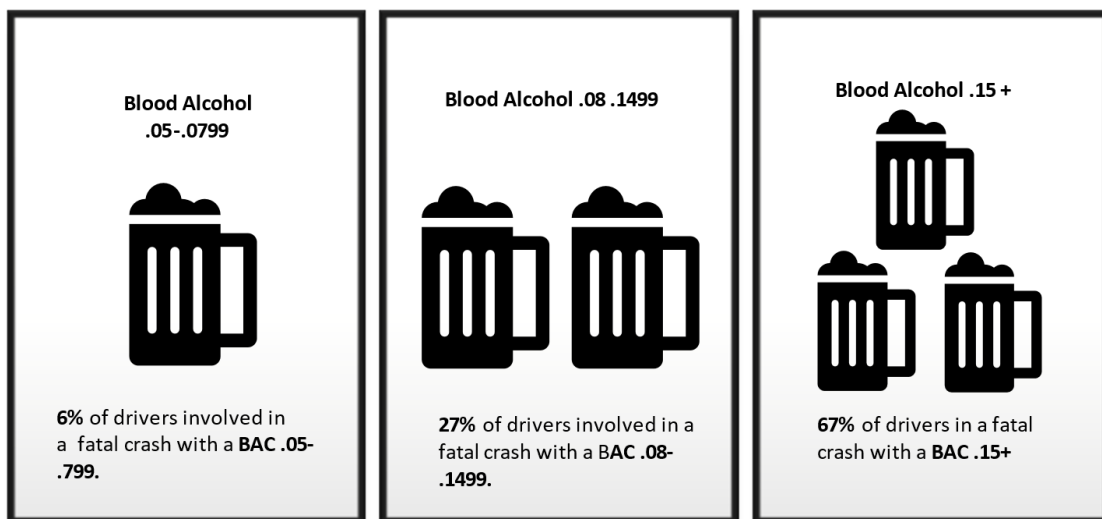 Blood Alcohol
.05-.0799
6% of drivers involved in
a fatal crash with a BAC .05-
.799.
Blood Alcohol .08 .1499
27% of drivers involved in a
fatal crash with a BAC .08-
.1499.
Blood Alcohol .15 +
67% of drivers in a fatal
crash with a BAC .15+